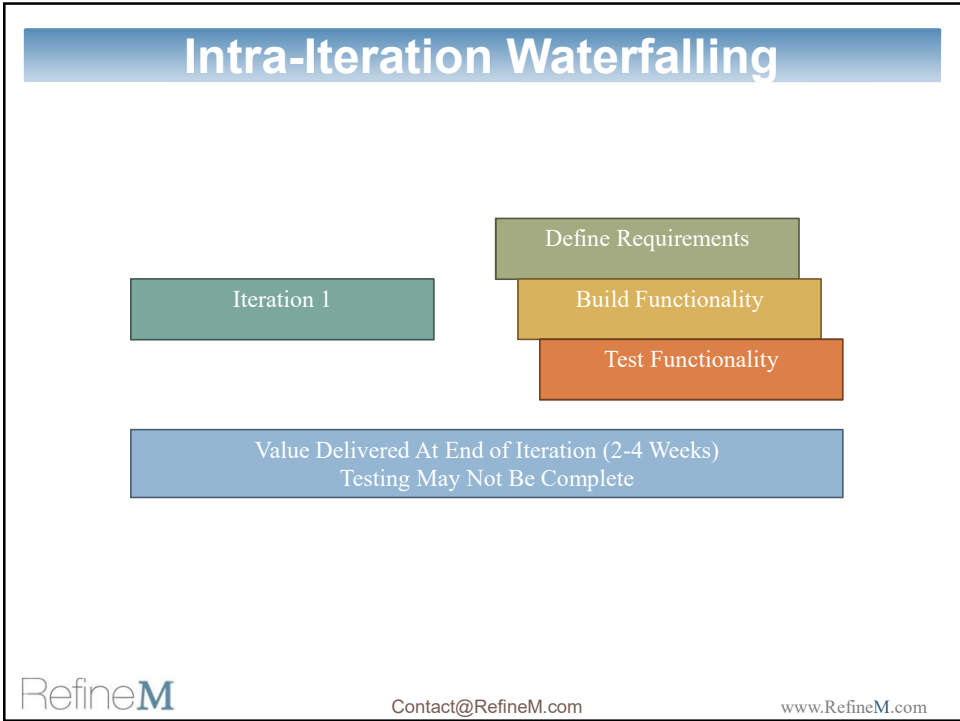 Intra-Iteration Waterfalling
Define Requirements
Iteration 1
Build Functionality
Test Functionality
Value Delivered At End of Iteration (2-4 Weeks)
Testing May Not Be Complete
RefineM
Contact@RefineM.com
www.RefineM.com